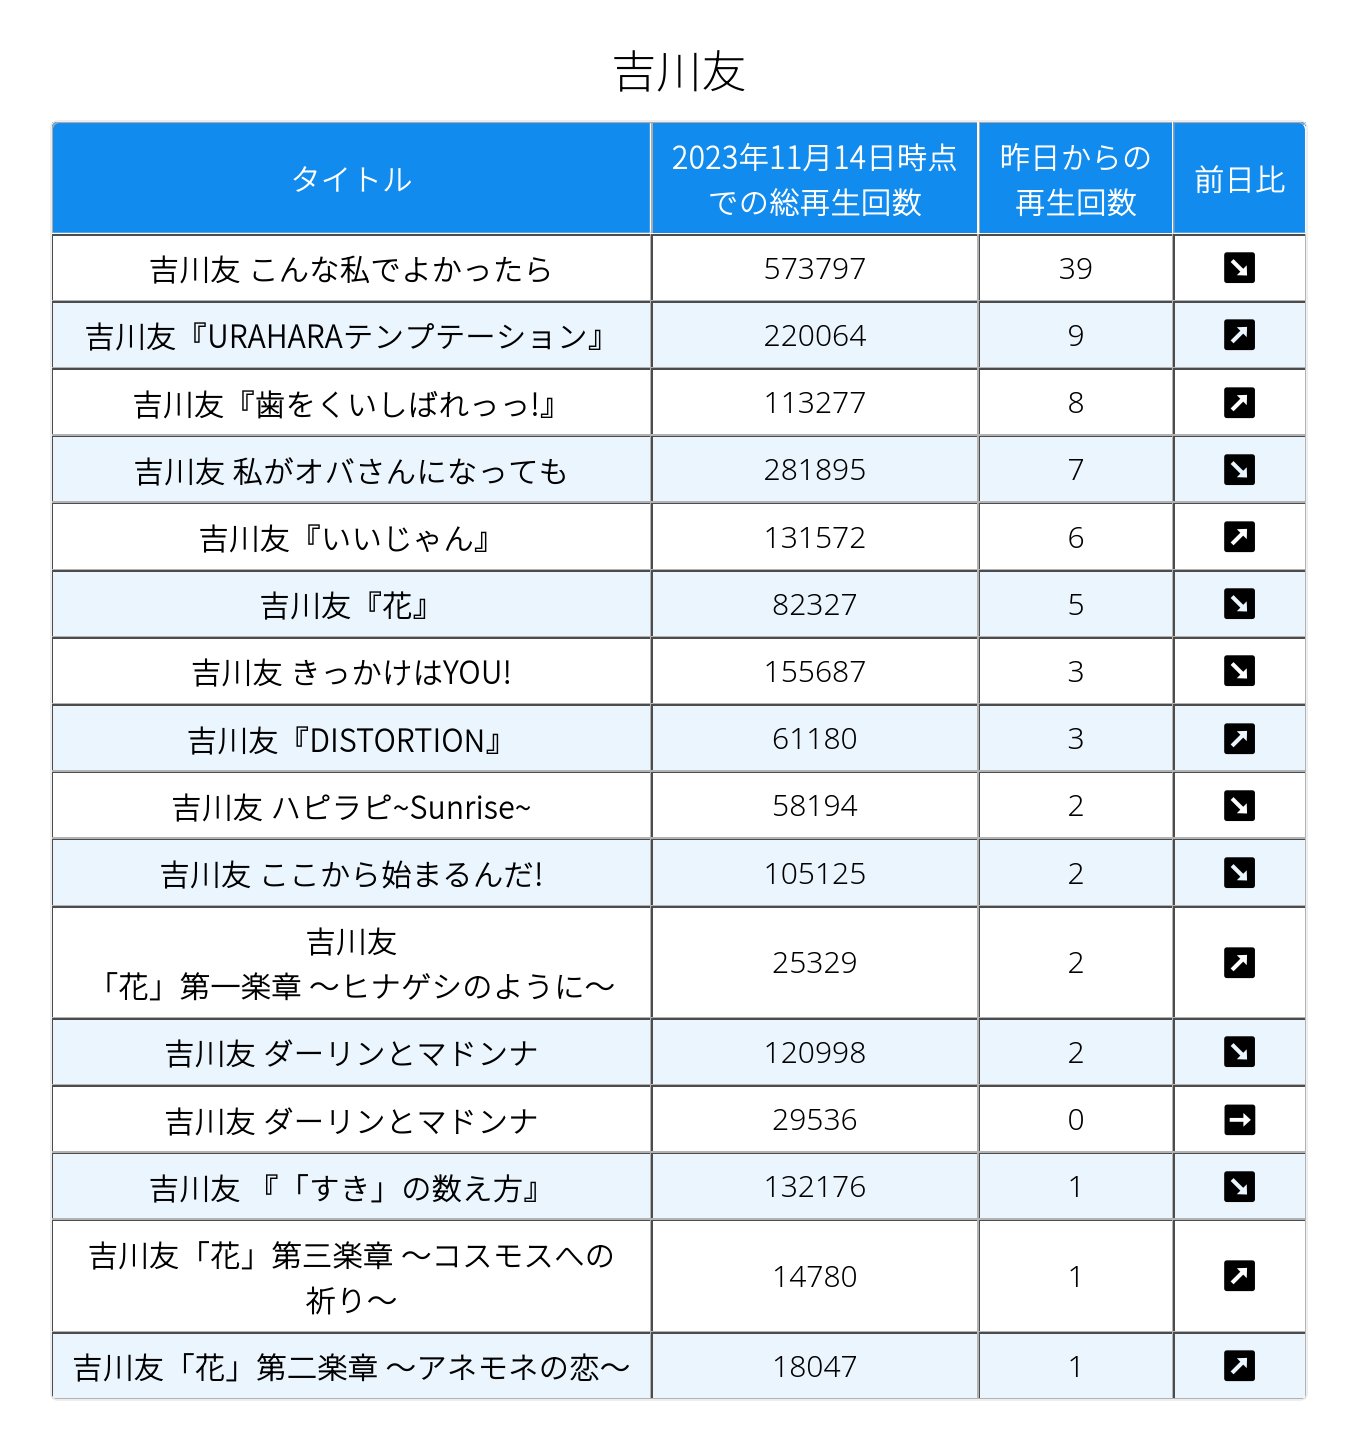 吉川友
タイトル
2023年11月14日時点
での総再生回数
昨日からの
再生回数
前日比
吉川友 こんな私でよかったら 573797 39 ↘
吉川友『URAHARAテンプテーション』 220064 9 ↗
吉川友『歯をくいしばれっっ!』 113277 8 ↗
吉川友 私がオバさんになっても 281895 7 ↘
吉川友『いいじゃん』 131572 6 ↗
吉川友『花』 82327 5 ↘
吉川友 きっかけはYOU! 155687 3 ↘
吉川友『DISTORTION』 61180 3 ↗
吉川友 ハピラピ~Sunrise~ 58194 2 ↘
吉川友 ここから始まるんだ! 105125 2 ↘
吉川友
「花」第一楽章 ～ヒナゲシのように～ 25329 2 ↗
吉川友 ダーリンとマドンナ 120998 2 ↘
吉川友 ダーリンとマドンナ 29536 0 →
吉川友 『「すき」の数え方』 132176 1 ↘
吉川友「花」第三楽章 ～コスモスへの
祈り～ 14780 1 ↗
吉川友「花」第二楽章 ～アネモネの恋～ 18047 1 ↗